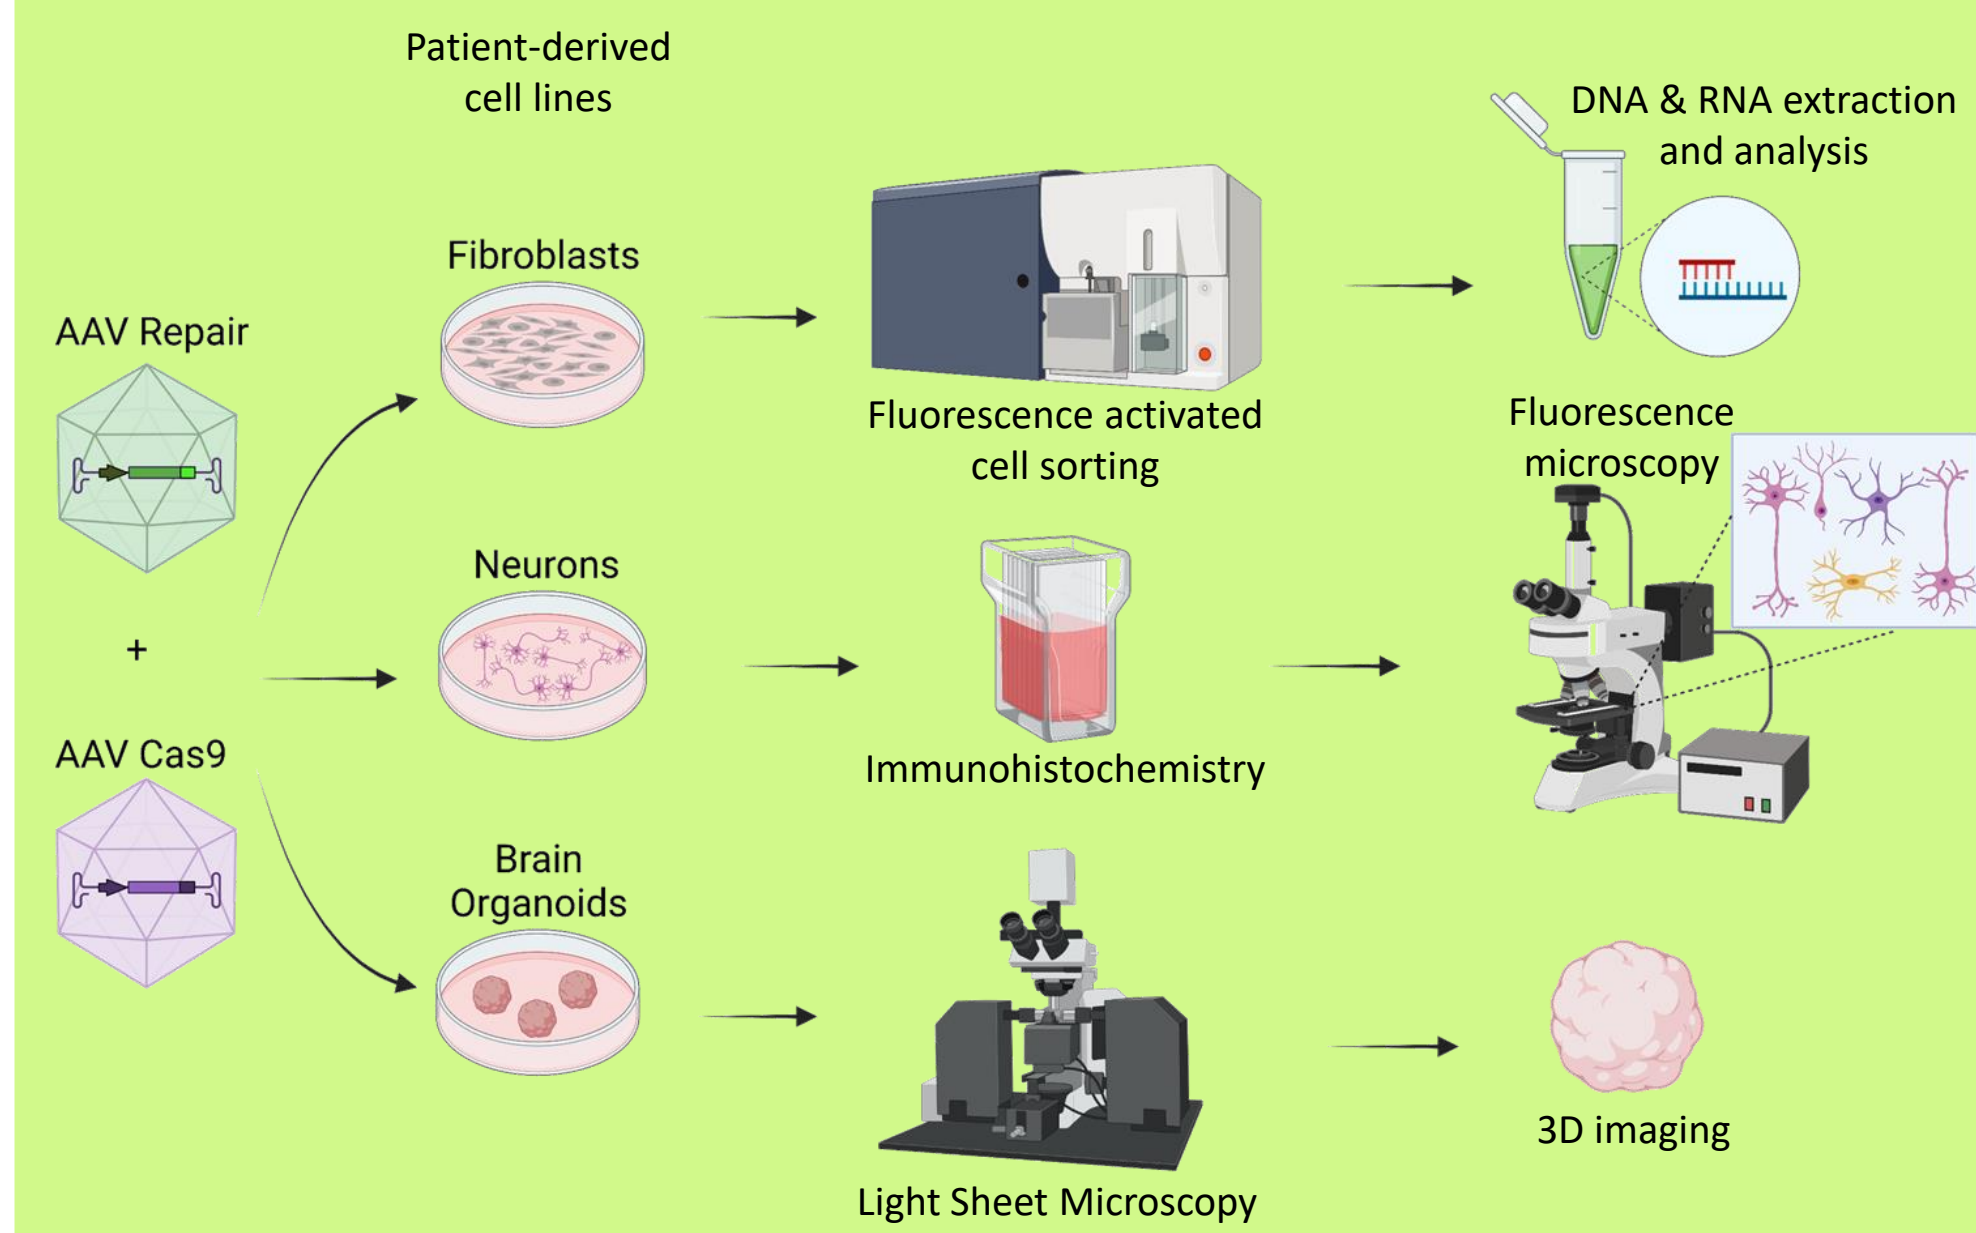 Patient-derived
cell lines
DNA & RNA extraction
and analysis
Fibroblasts
AAV Repair
Fluorescence activated
cell sorting
Fluorescence
microscopy
Neurons
+
AAV Cas9
Immunohistochemistry
Brain
Organoids
3D imaging
Light Sheet Microscopy